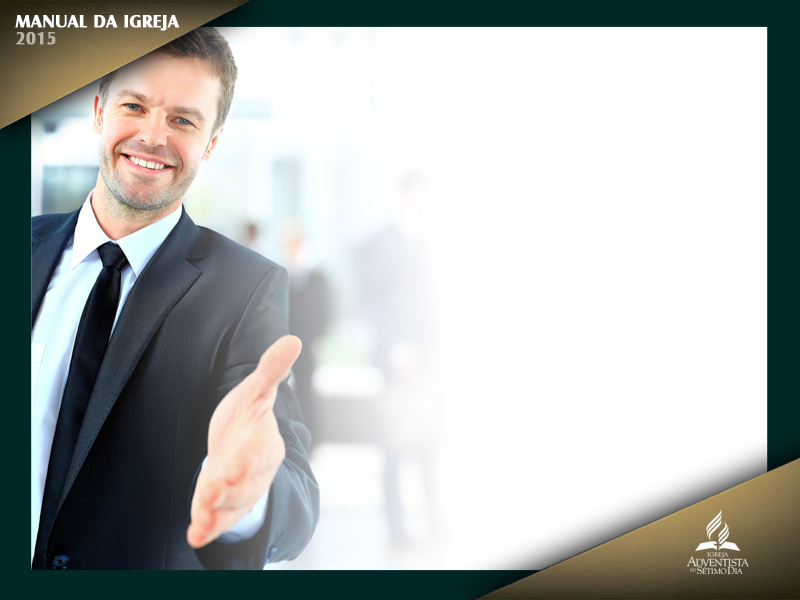 MANUAL DA IGREJA
2015
IGREJA
ADVENTISTA
DO SÉTIMO DIA